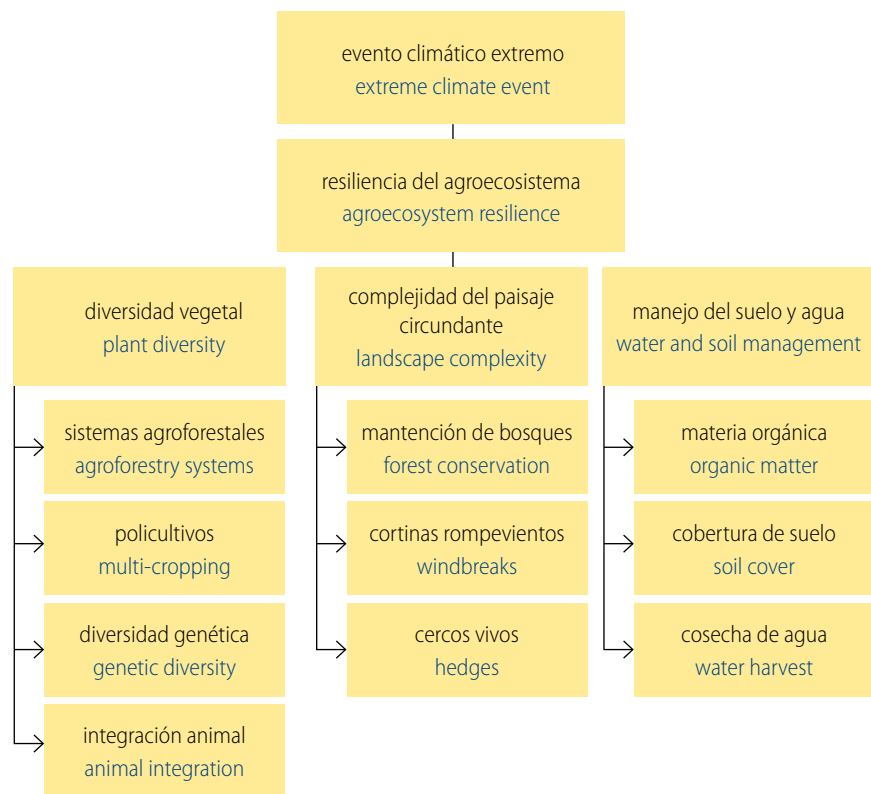 evento climático extremo
extreme climate event
resiliencia del agroecosistema
agroecosystem resilience
diversidad vegetal
plant diversity
sistemas agroforestales
agroforestry systems
policultivos
multi-cropping
diversidad genética
genetic diversity
integración animal
animal integration
complejidad del paisaje
circundante
landscape complexity
mantención de bosques
forest conservation
cortinas rompevientos
windbreaks
cercos vivos
hedges
manejo del suelo y agua
water and soil management
materia orgánica
organic matter
cobertura de suelo
soil cover
cosecha de agua
water harvest